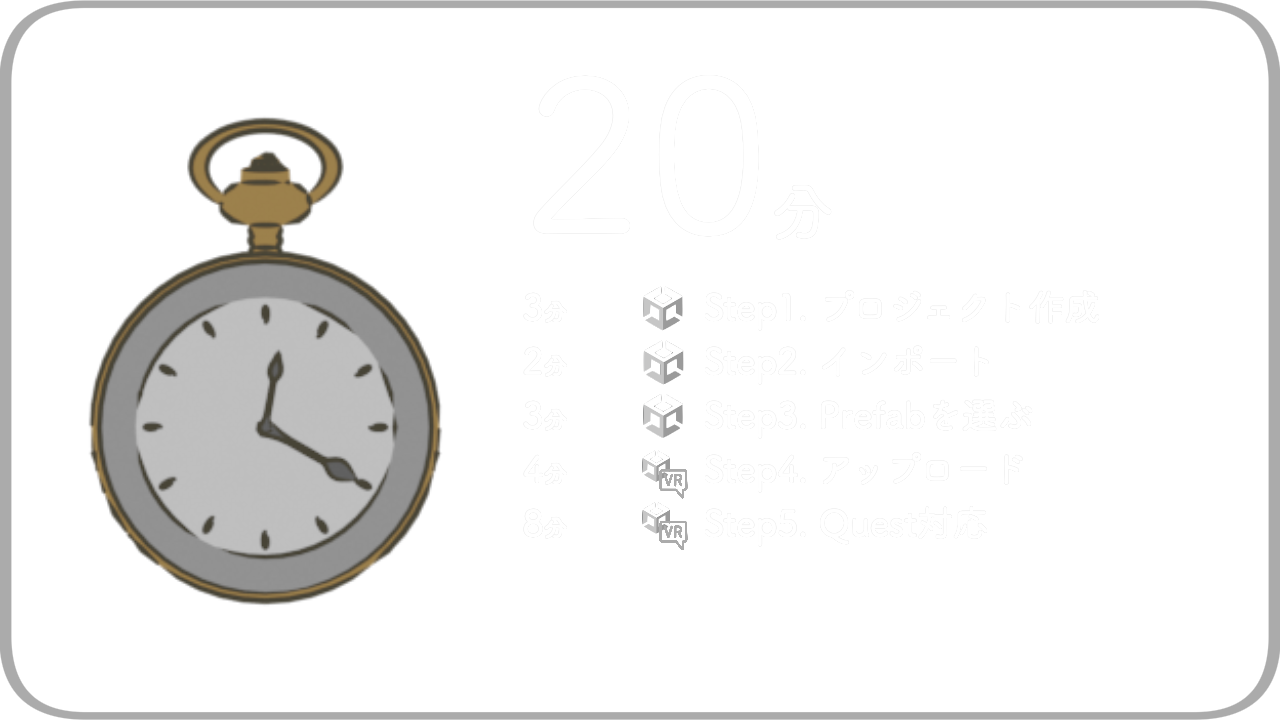 20分
3分 Step1. プロジェクト作成
2分 Step2. インポート
3分 Step3. Prefabを選ぶ
4分 VR Step4. アップロード
8分 VR Step5. Quest対応